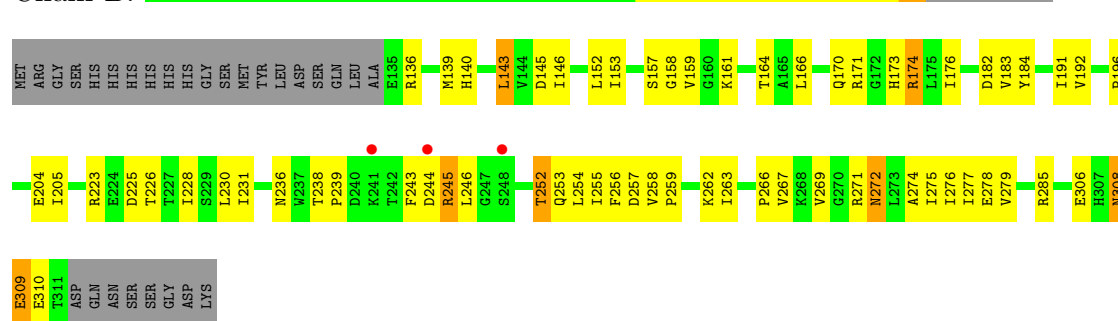 MET ARG GLY SER HIS HIS HIS HIS HIS HIS GLY SER MET TYR LEU ASP SER GLN LEU ALA E135 R136 M139 H140 L143 V144 D145 I146 L152 I153 S157 G158 V159 G160 K161 T164 A165 L166 Q170 R171 G172 H173 R174 L175 I176 D182 V183 Y184 I191 V192
E204 I205 R223 E224 D225 T226 T227 I228 S229 L230 I231 N236 W237 T238 P239 D240 K241 T242 F243 D244 R245 L246 G247 S248 T252 Q253 L254 I255 F256 D257 V258 P259 K262 I263 P266 V267 K268 V269 G270 R271 N272 L273 A274 I275 I276 I277 E278 V279 R285 E306 H307 N308
E309 E310 T311 ASP GLN ASN SER SER GLY ASP LYS